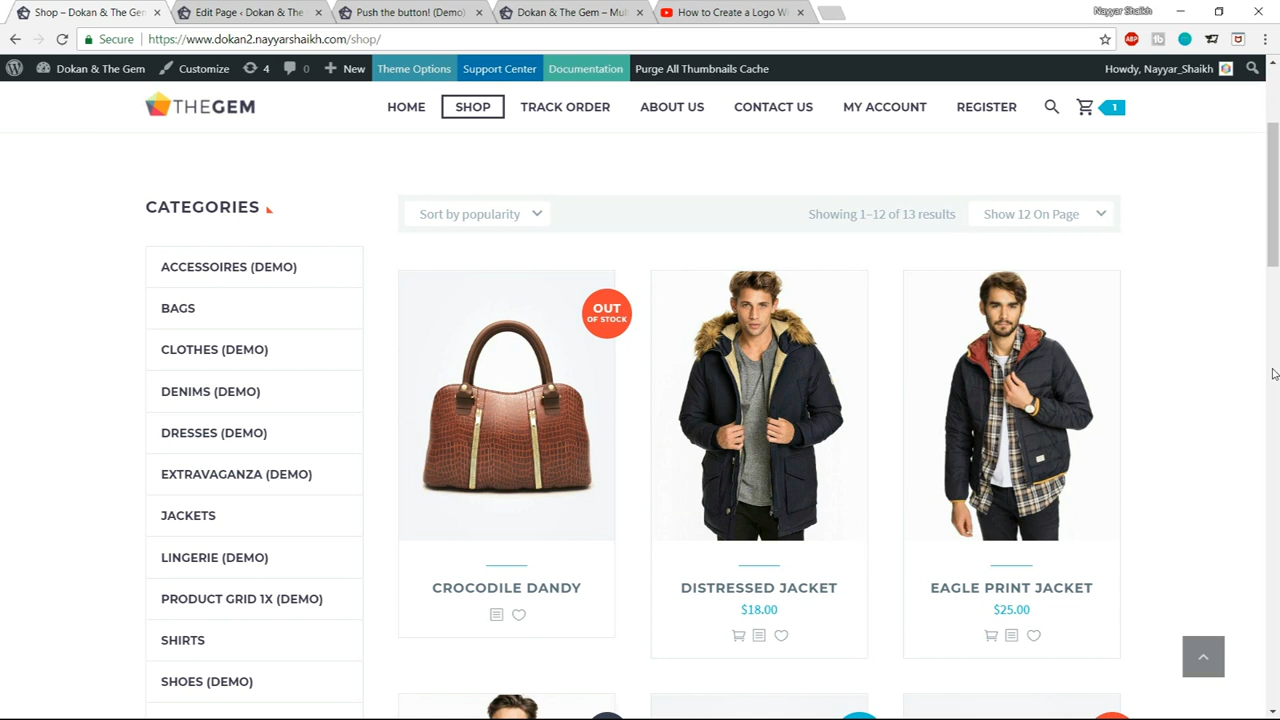 Shop – Dokan & The Gem
Edit Page ‹ Dokan & The
Push the button! (Demo)
Dokan & The Gem – Mul
How to Create a Logo W
Nayyar Shaikh
Secure
https://www.dokan2.nayyarshaikh.com/shop/
Dokan & The Gem
Customize
4
0
New
Theme Options
Support Center
Documentation
Purge All Thumbnails Cache
Howdy, Nayyar_Shaikh
THEGEM
HOME
SHOP
TRACK ORDER
ABOUT US
CONTACT US
MY ACCOUNT
REGISTER
1
CATEGORIES
ACCESSOIRES (DEMO)
BAGS
CLOTHES (DEMO)
DENIMS (DEMO)
DRESSES (DEMO)
EXTRAVAGANZA (DEMO)
JACKETS
LINGERIE (DEMO)
PRODUCT GRID 1X (DEMO)
SHIRTS
SHOES (DEMO)
Sort by popularity
Showing 1–12 of 13 results
Show 12 On Page
OUT
OF STOCK
CROCODILE DANDY
DISTRESSED JACKET
$18.00
EAGLE PRINT JACKET
$25.00